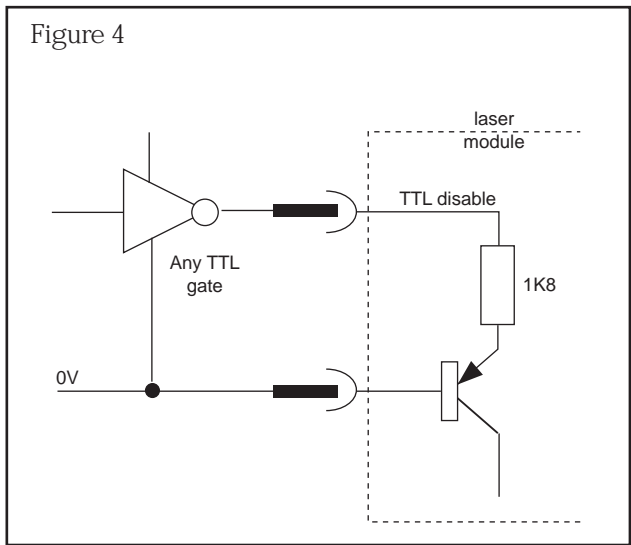 Figure 4
laser
module
TTL disable
Any TTL
gate
1K8
0V